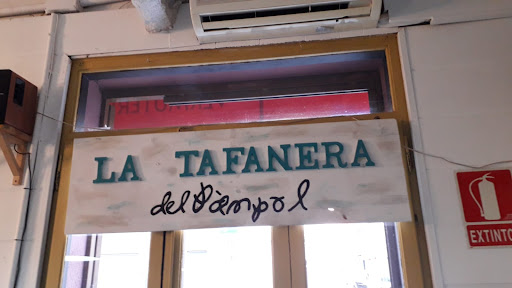 LA TAFANERA
del Pàmpol
EXTINTO